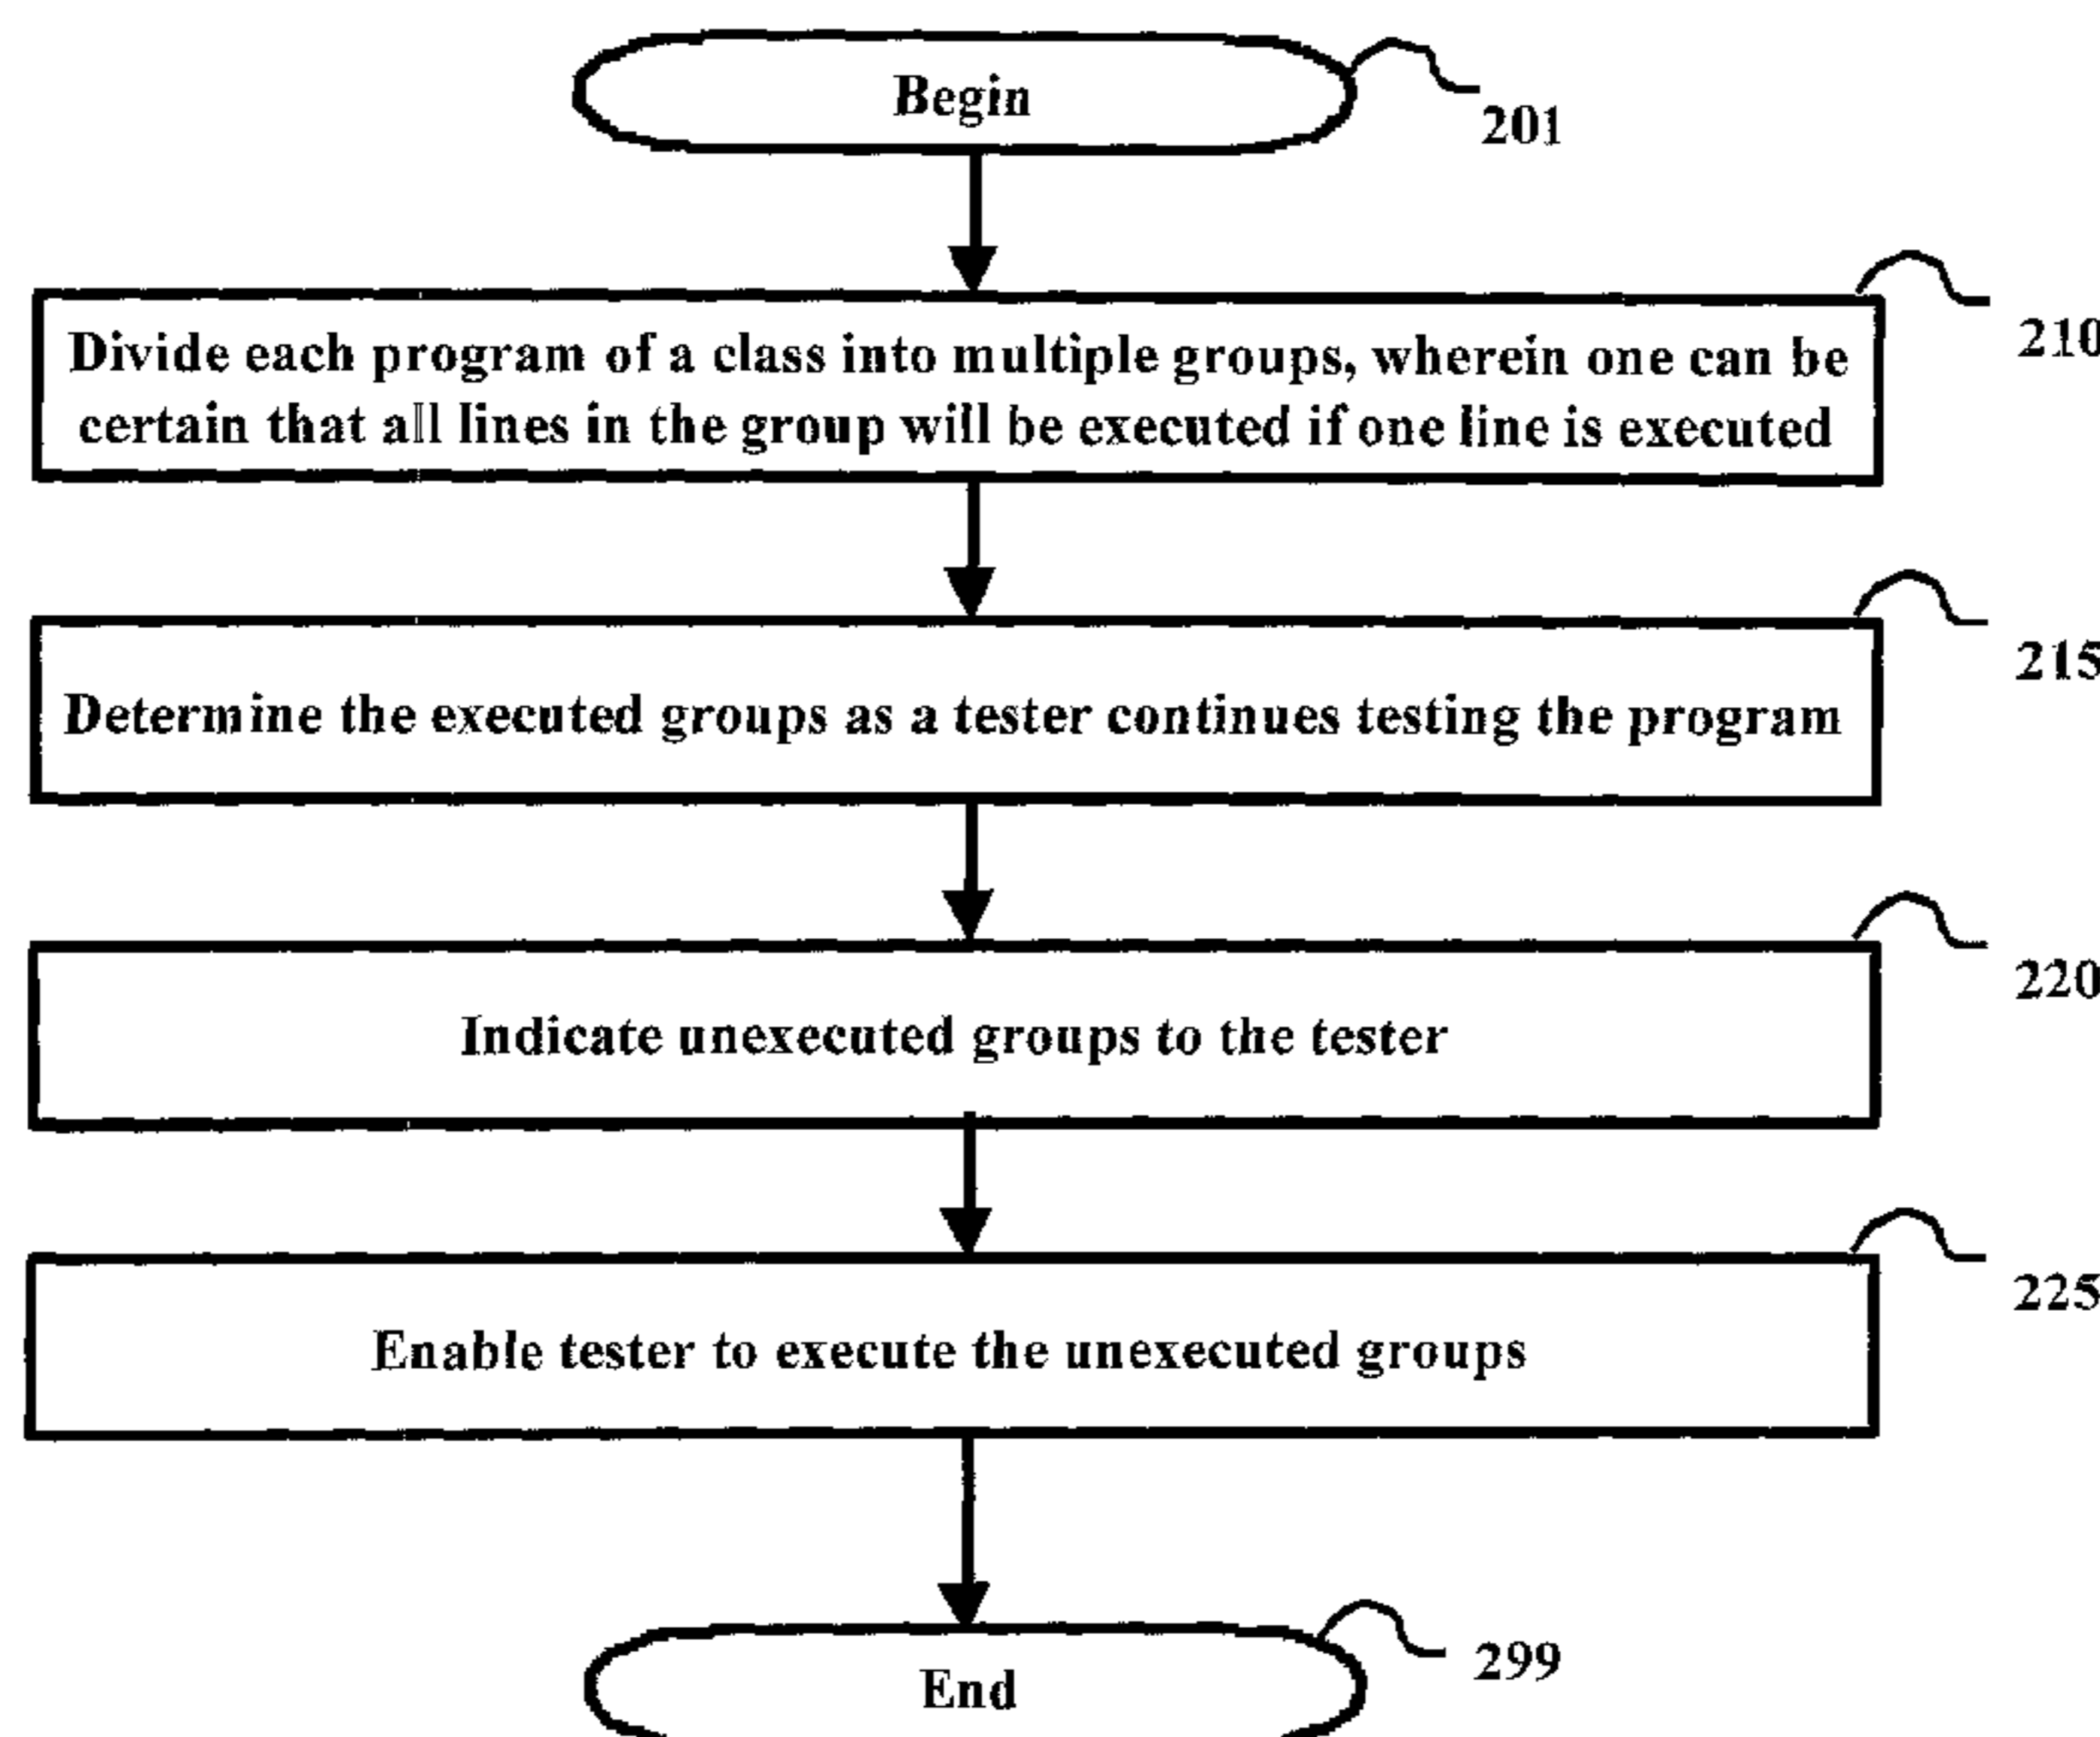 Begin
201
210
Divide each program of a class into multiple groups, wherein one can be
certain that all lines in the group will be executed if one line is executed
215
Determine the executed groups as a tester continues testing the program
220
Indicate unexecuted groups to the tester
225
Enable tester to execute the unexecuted groups
299
End